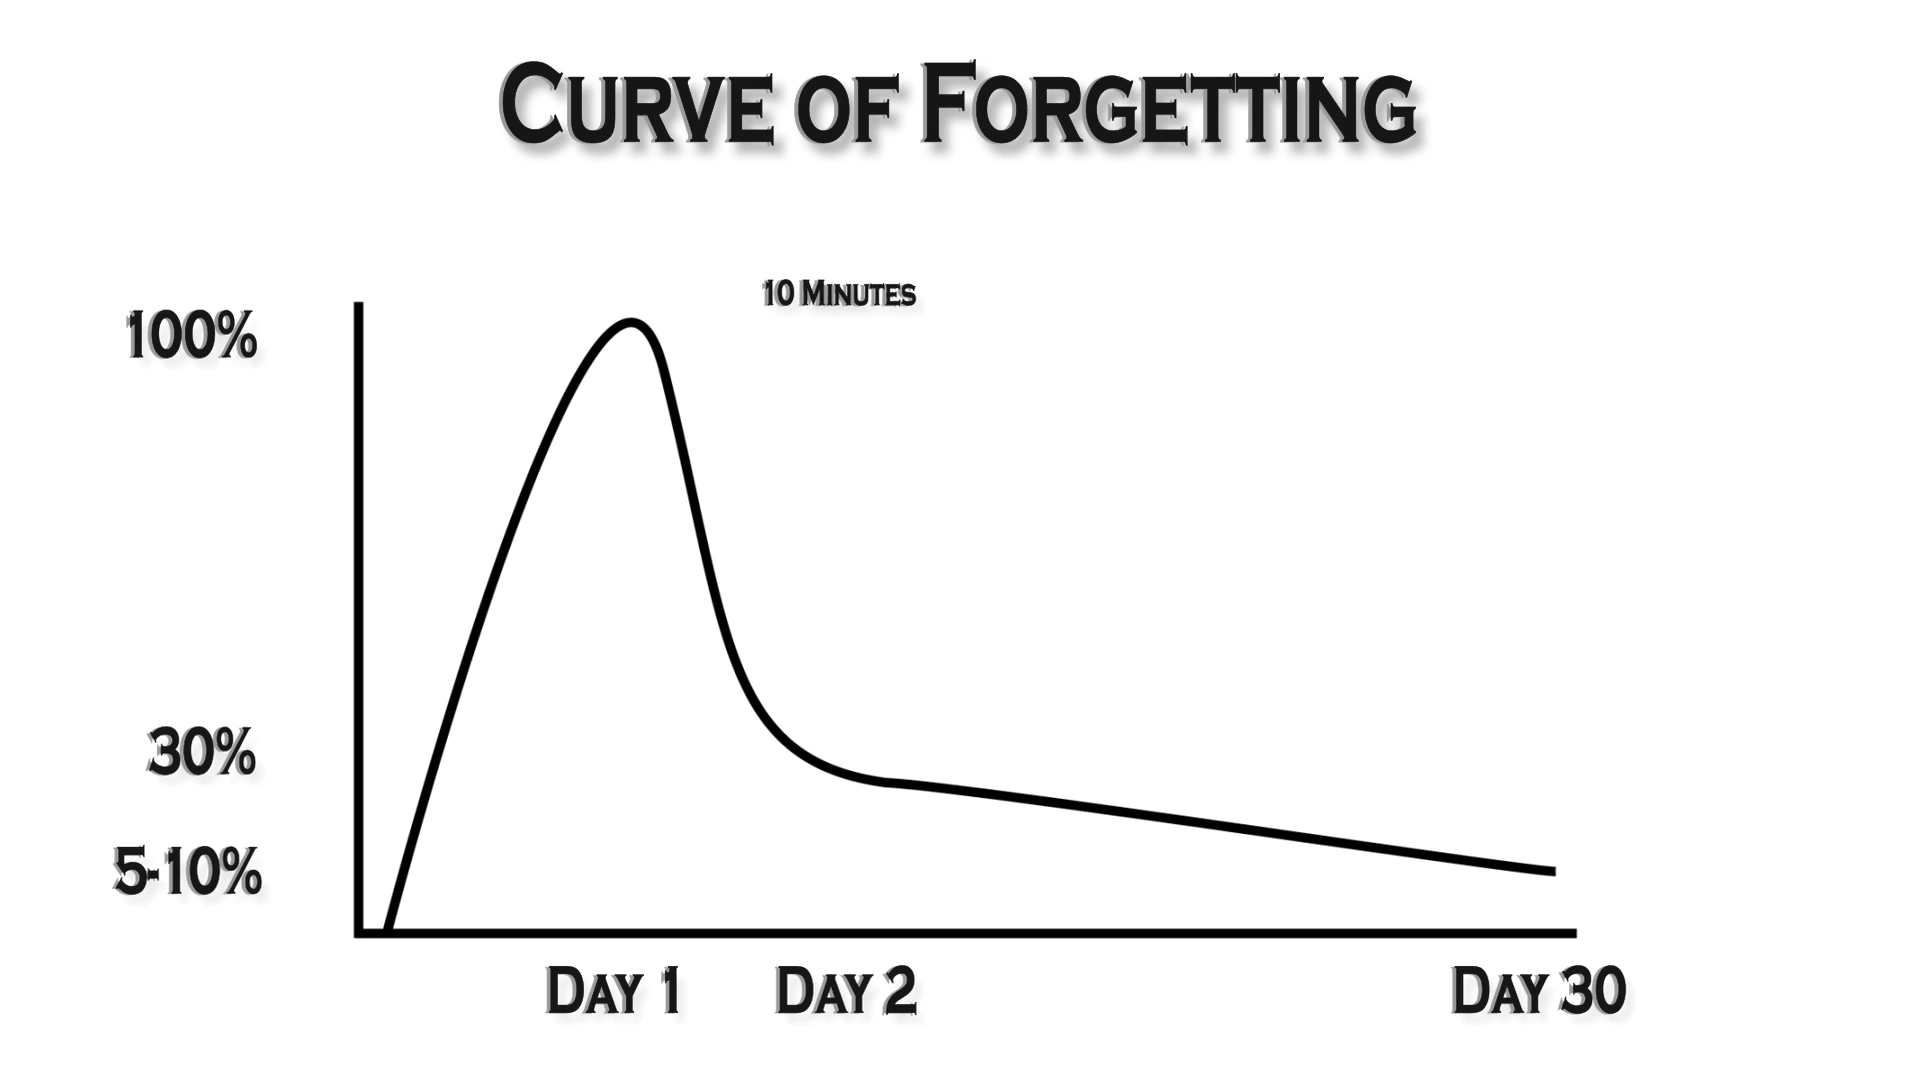 Curve of Forgetting
10 Minutes
100%
30%
5-10%
Day 1 Day 2 Day 30